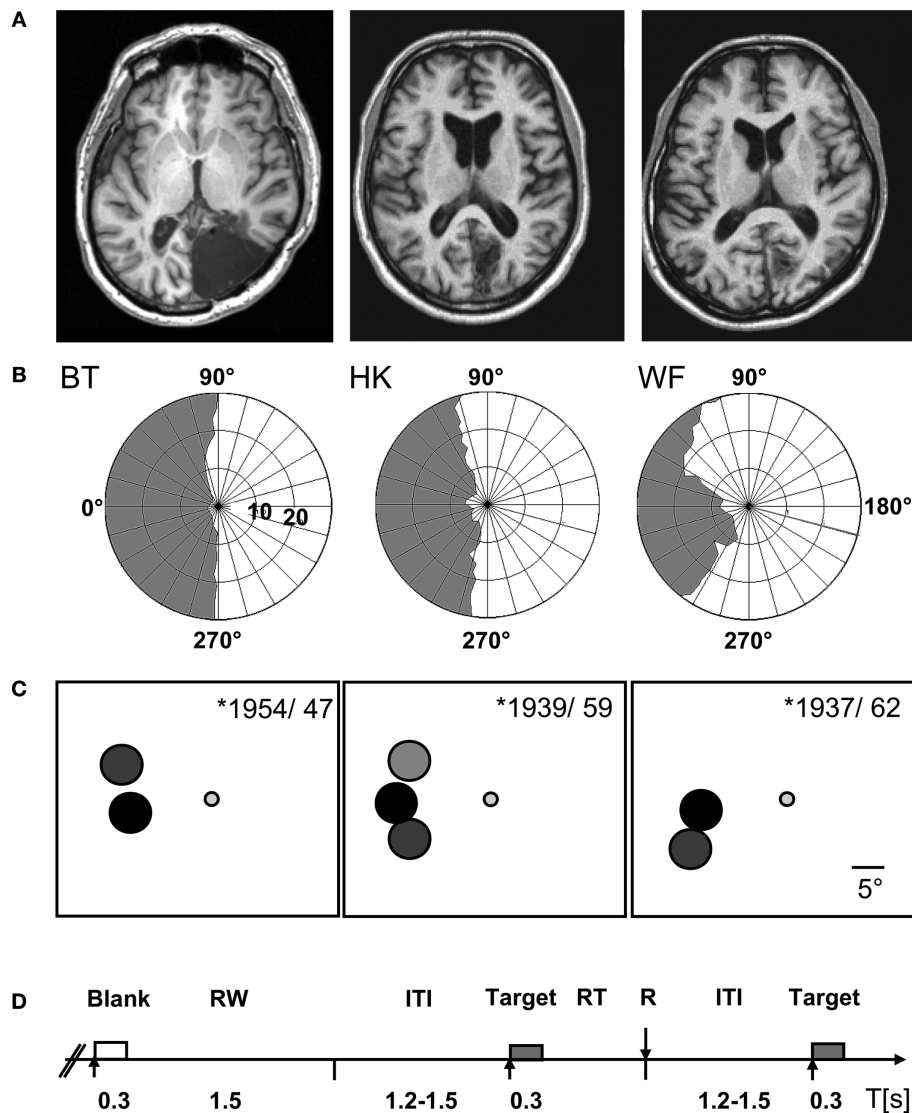 A
B
BT
HK
WF
90° 90° 90°
0° 10 20 180°
270° 270° 270°
C
*1954/ 47 *1939/ 59 *1937/ 62
5°
D
Blank RW ITI Target RT R ITI Target
0.3 1.5 1.2-1.5 0.3 1.2-1.5 0.3 T[s]